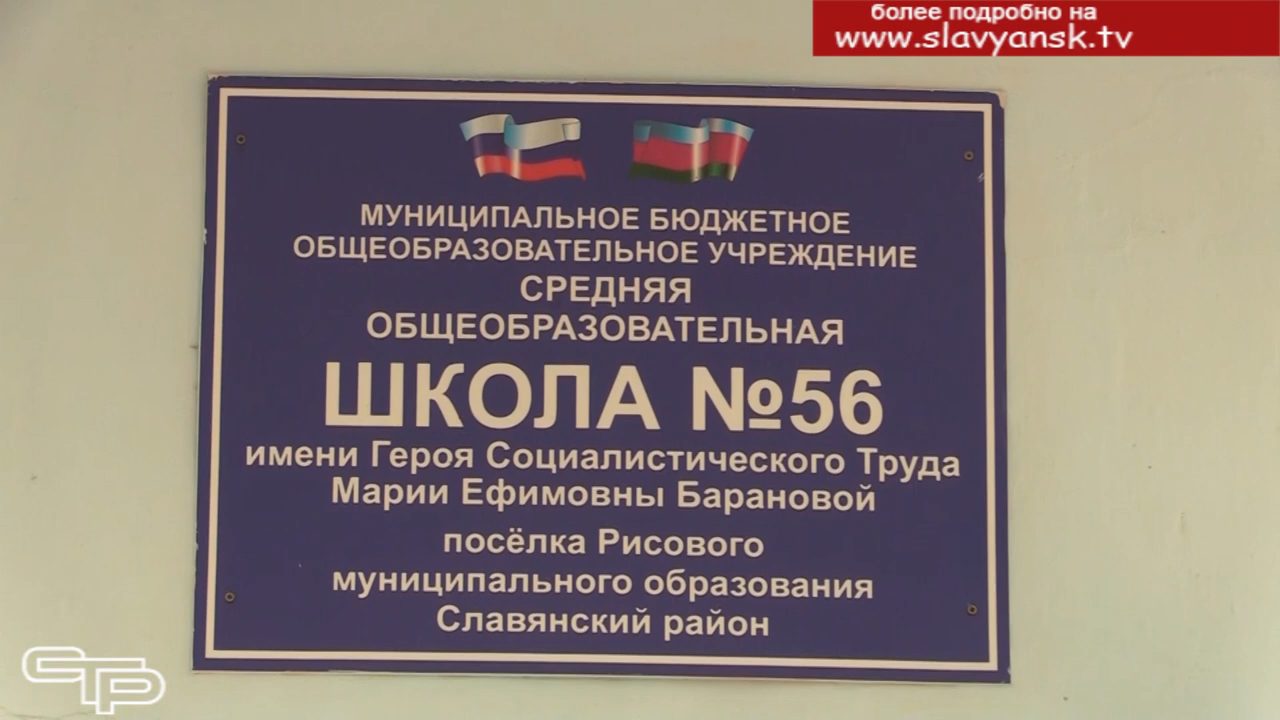 более подробно на
www.slavyansk.tv
МУНИЦИПАЛЬНОЕ БЮДЖЕТНОЕ
ОБЩЕОБРАЗОВАТЕЛЬНОЕ УЧРЕЖДЕНИЕ
СРЕДНЯЯ
ОБЩЕОБРАЗОВАТЕЛЬНАЯ
ШКОЛА №56
имени Героя Социалистического Труда
Марии Ефимовны Барановой
посёлка Рисового
муниципального образования
Славянский район
СТР